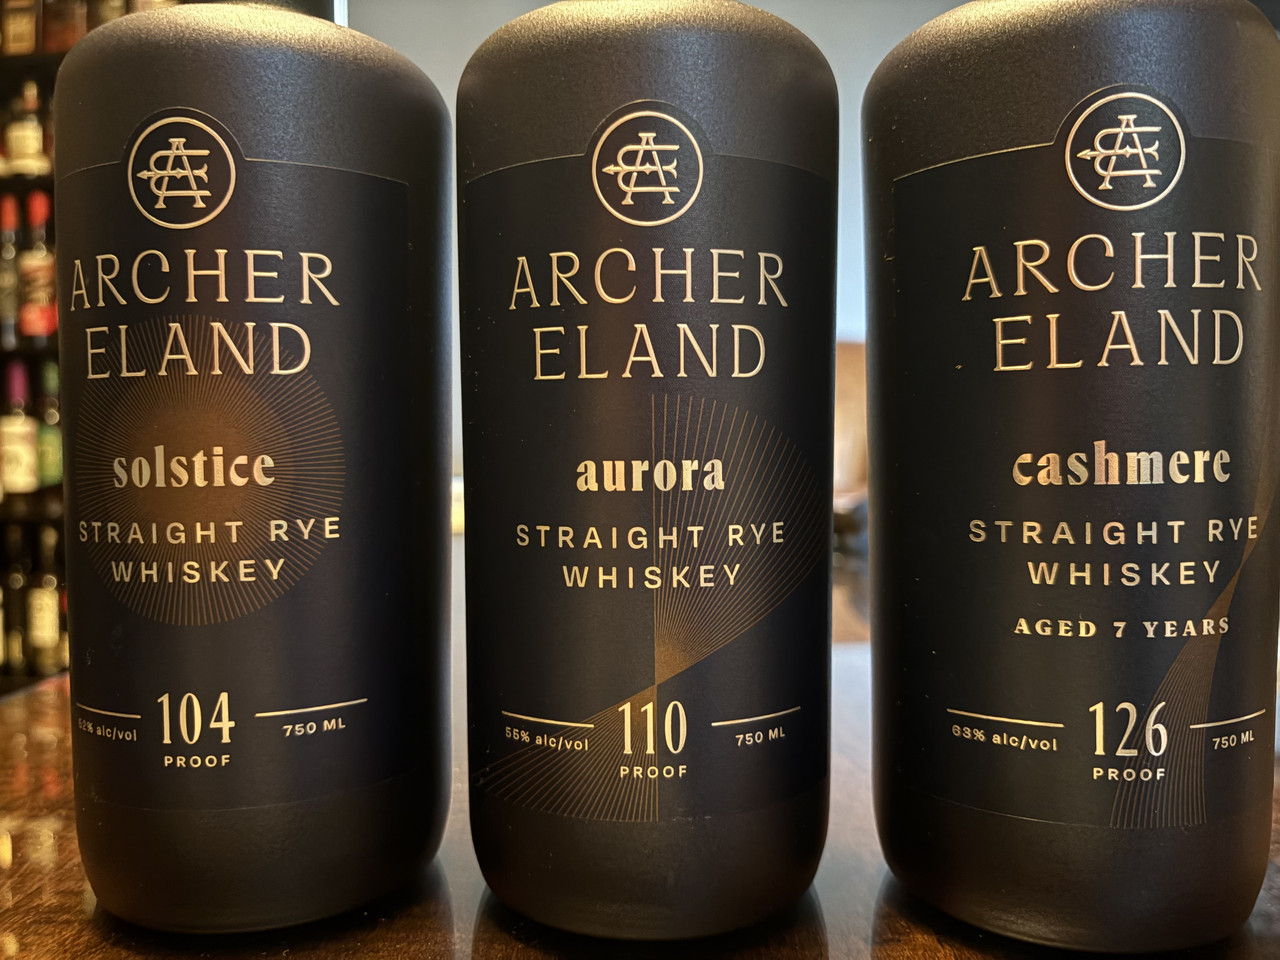 ARCHER
ELAND
solstice
STRAIGHT RYE
WHISKEY
52% alc/vol
104
PROOF
750 ML
ARCHER
ELAND
aurora
STRAIGHT RYE
WHISKEY
55% alc/vol
110
PROOF
750 ML
ARCHER
ELAND
cashmere
STRAIGHT RYE
WHISKEY
AGED 7 YEARS
63% alc/vol
126
PROOF
750 ML